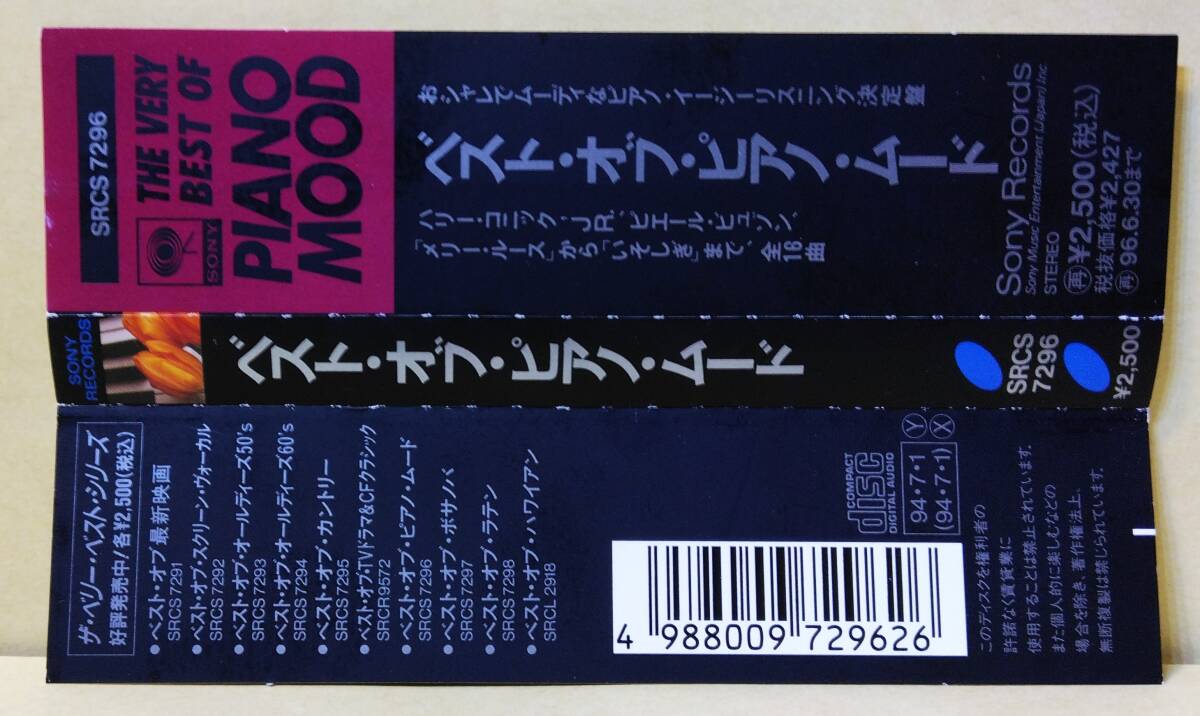 SRCS 7296
THE VERY
BEST OF
PIANO
MOOD
SONY
おシャレでムーディなピアノ・イージーリスニング決定盤
ベスト・オブ・ピアノ・ムード
ハリー・コニック,JR.、ピエール・ピュゾン、
「メリー・ルース」から「いそしぎ」まで、全16曲
Sony Records
Sony Music Entertainment (Japan) Inc.
STEREO
再¥2,500(税込)
税抜価格¥2,427
再96.6.30まで
SONY
RECORDS
ベスト・オブ・ピアノ・ムード
SRCS
7296
¥2,500
ザ・ベリー・ベスト・シリーズ
好評発売中/各¥2,500(税込)
●ベスト・オブ最新映画
SRCS 7291
●ベスト・オブ・スクリーン・ヴォーカル
SRCS 7292
●ベスト・オブ・オールディーズ50's
SRCS 7293
●ベスト・オブ・オールディーズ60's
SRCS 7294
●ベスト・オブ・カントリー
SRCS 7295
●ベスト・オブ・TVドラマ&CFクラシック
SRCR 9572
●ベスト・オブ・ピアノ・ムード
SRCS 7296
●ベスト・オブ・ボサノバ
SRCS 7297
●ベスト・オブ・ラテン
SRCS 7298
●ベスト・オブ・ハワイアン
SRCL 2918
COMPACT
disc
DIGITAL AUDIO
94・7・1 Y
(94・7・1) X
4 988009 729626
このディスクを権利者の
許諾なく賃貸業に
使用することは禁止されています。
また個人的に楽しむなどの
場合を除き、著作権法上、
無断複製は禁じられています。